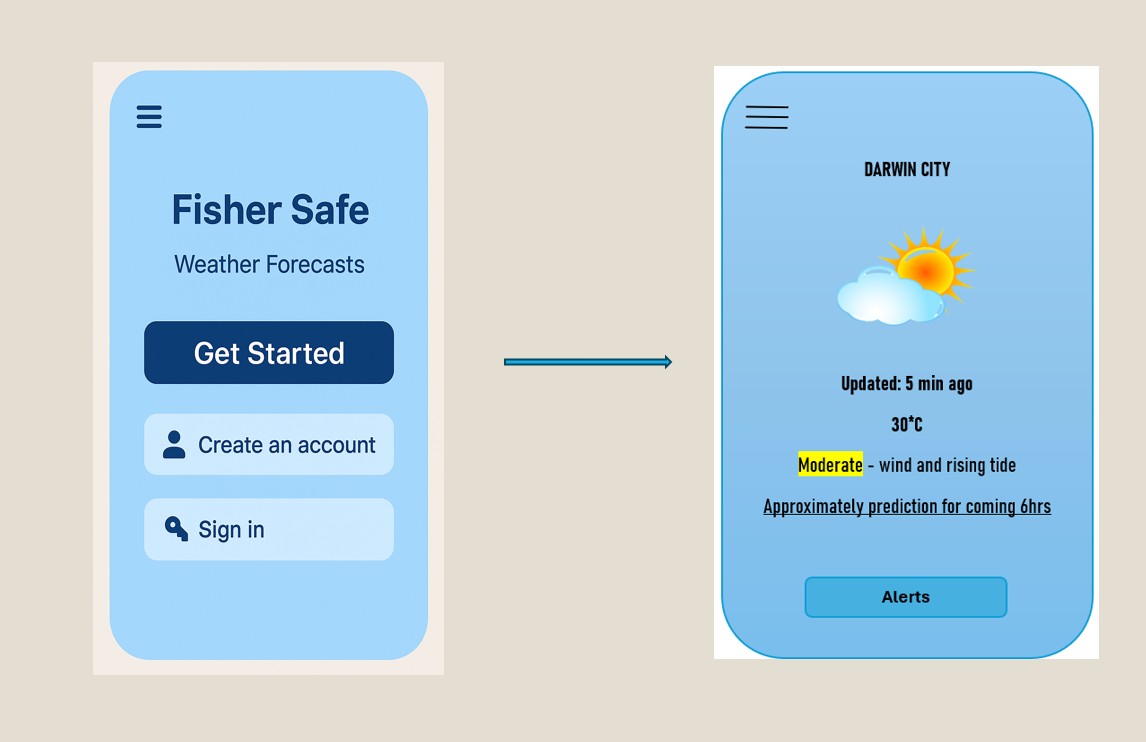 Fisher Safe
Weather Forecasts
Get Started
Create an account
Sign in
DARWIN CITY
Updated: 5 min ago
30*C
Moderate - wind and rising tide
Approximately prediction for coming 6hrs
Alerts